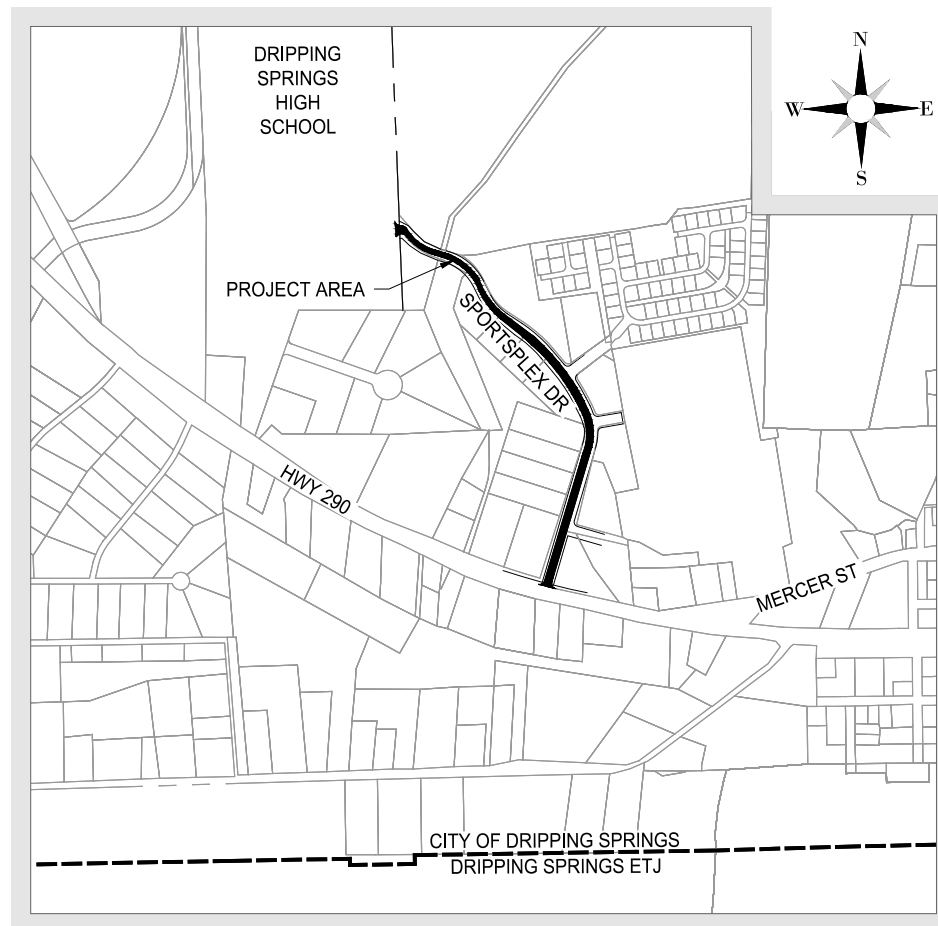 DRIPPING
SPRINGS
HIGH
SCHOOL
N
W
E
S
PROJECT AREA
SPORTSPLEX DR
HWY 290
MERCER ST
CITY OF DRIPPING SPRINGS
DRIPPING SPRINGS ETJ